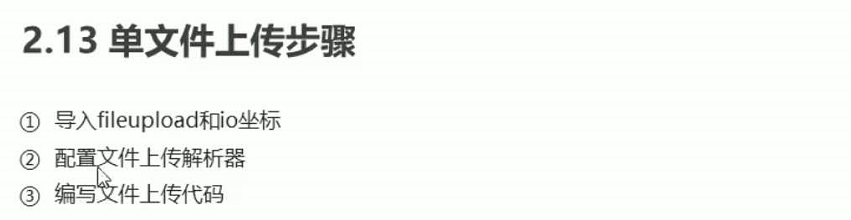 2.13 单文件上传步骤
① 导入fileupload和io坐标
② 配置文件上传解析器
③ 编写文件上传代码